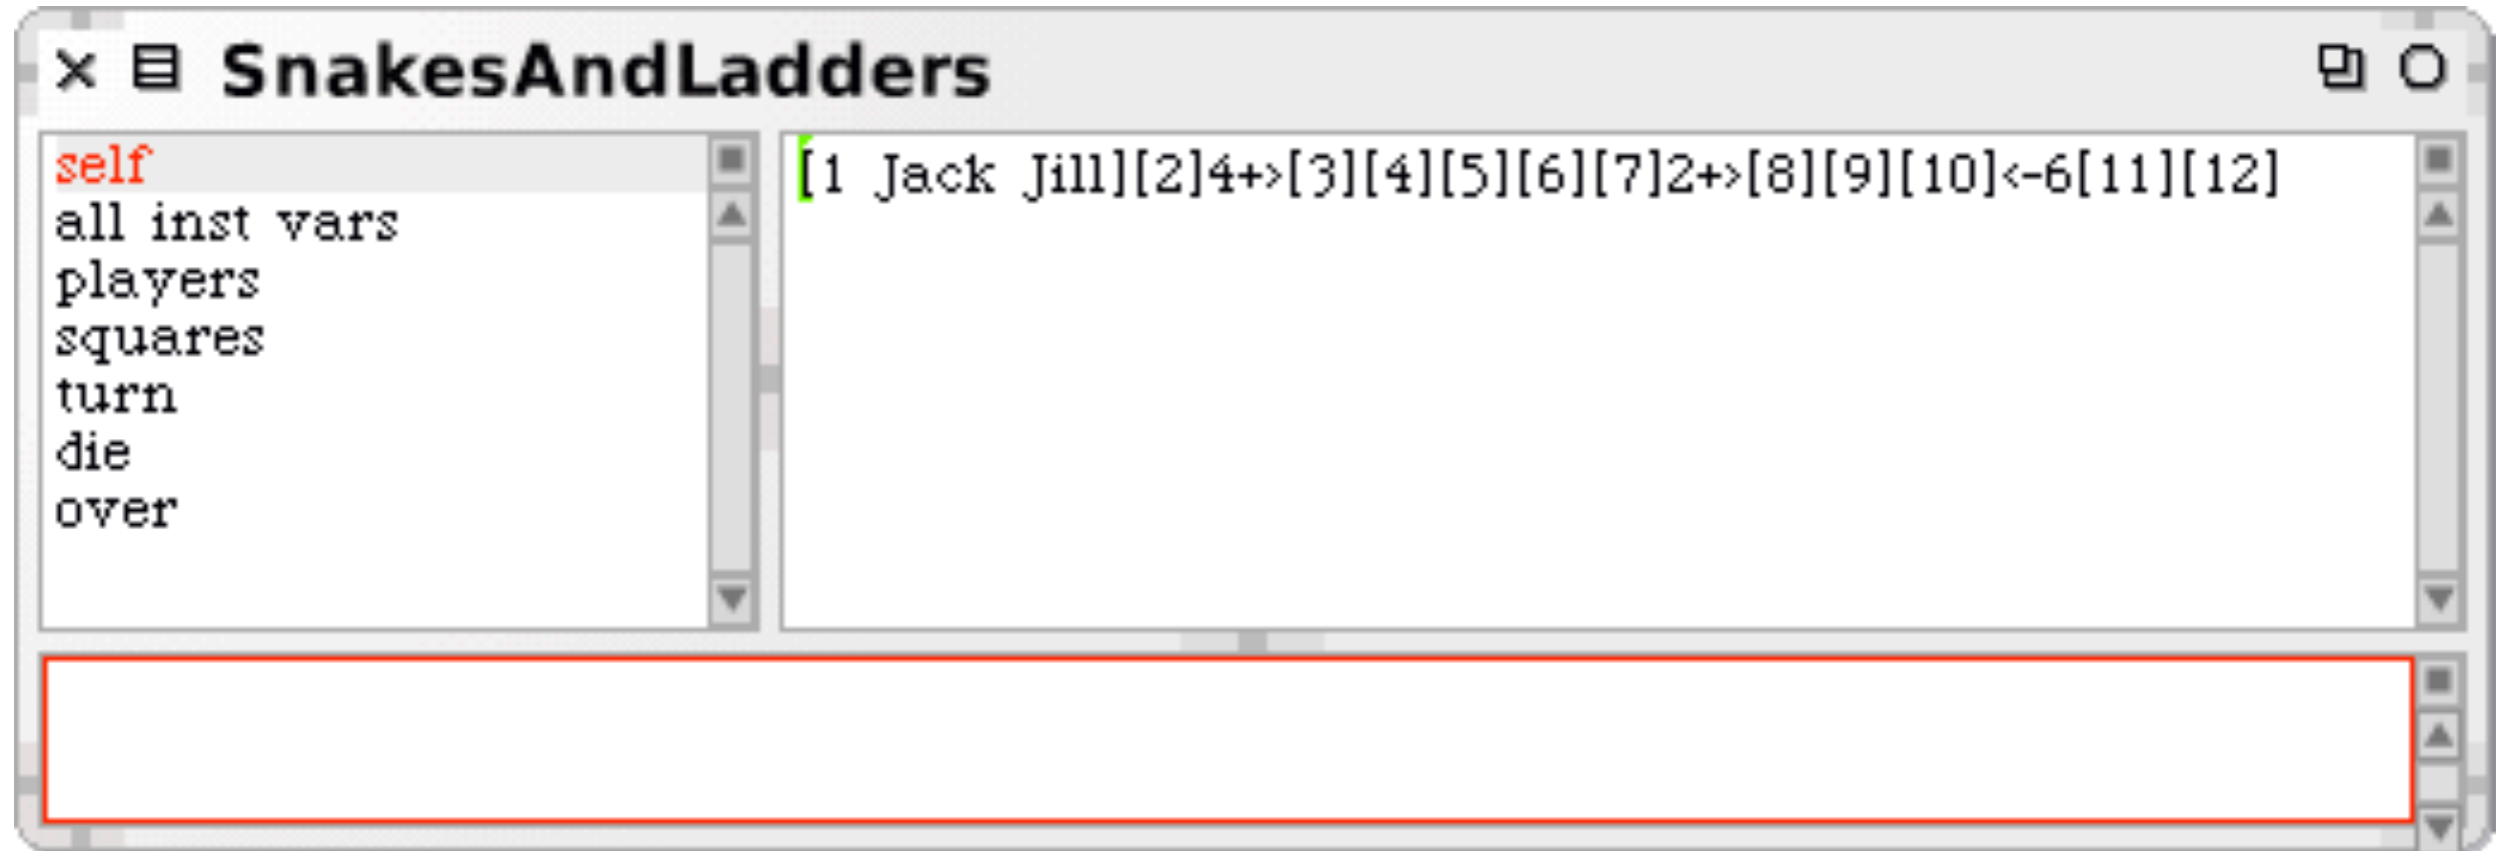 SnakesAndLadders
self
all inst vars
players
squares
turn
die
over
[1 Jack Jill][2]4+>[3][4][5][6][7]2+>[8][9][10]<-6[11][12]